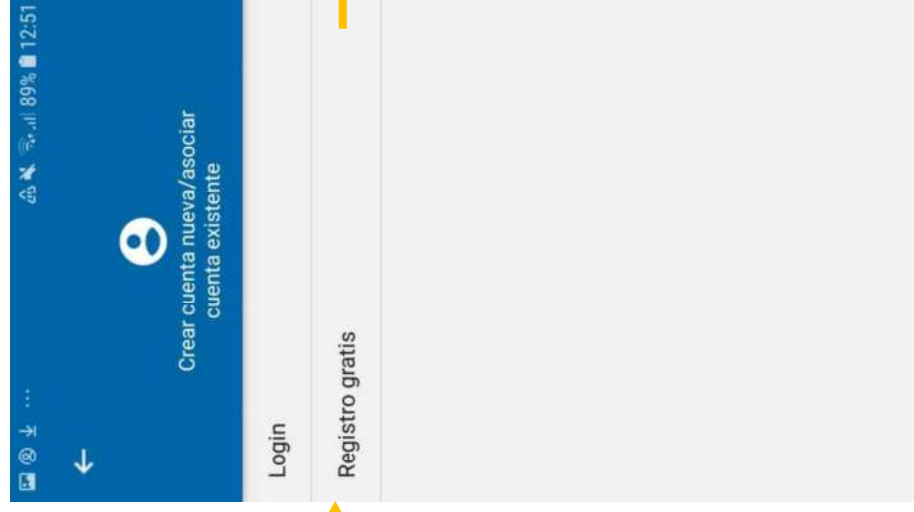 89% 12:51
Crear cuenta nueva/asociar
cuenta existente
Login
Registro gratis